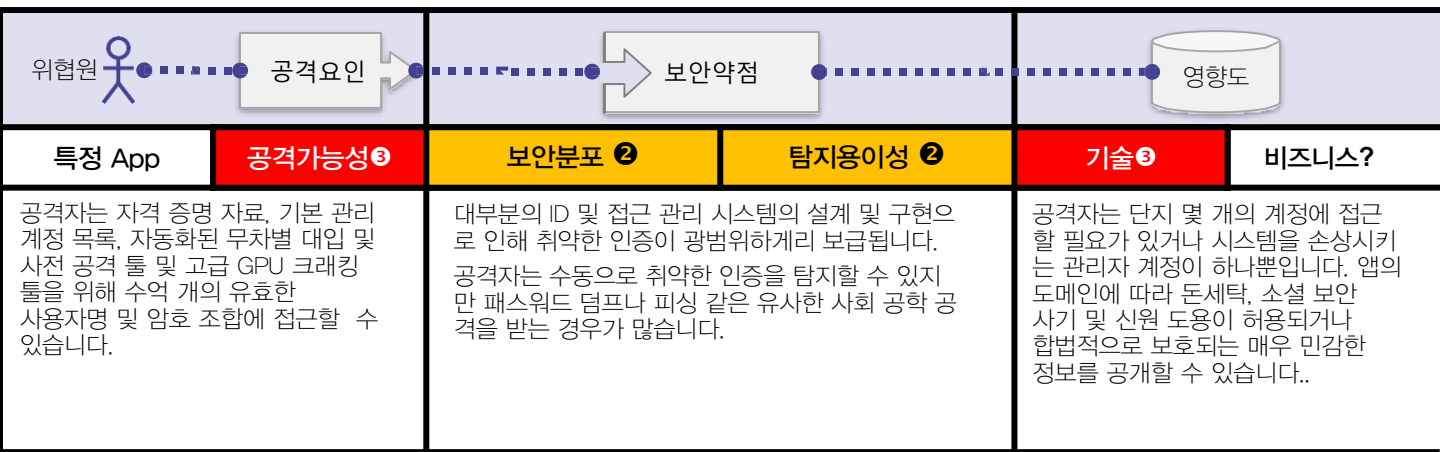 위협원
공격요인
보안약점
영향도
특정 App
공격가능성❸
보안분포 ❷
탐지용이성 ❷
기술❸
비즈니스?
공격자는 자격 증명 자료, 기본 관리
계정 목록, 자동화된 무차별 대입 및
사전 공격 툴 및 고급 GPU 크래킹
툴을 위해 수억 개의 유효한
사용자명 및 암호 조합에 접근할 수
있습니다.
대부분의 ID 및 접근 관리 시스템의 설계 및 구현으
로 인해 취약한 인증이 광범위하게리 보급됩니다.
공격자는 수동으로 취약한 인증을 탐지할 수 있지
만 패스워드 덤프나 피싱 같은 유사한 사회 공학 공
격을 받는 경우가 많습니다.
공격자는 단지 몇 개의 계정에 접근
할 필요가 있거나 시스템을 손상시키
는 관리자 계정이 하나뿐입니다. 앱의
도메인에 따라 돈세탁, 소셜 보안
사기 및 신원 도용이 허용되거나
합법적으로 보호되는 매우 민감한
정보를 공개할 수 있습니다..